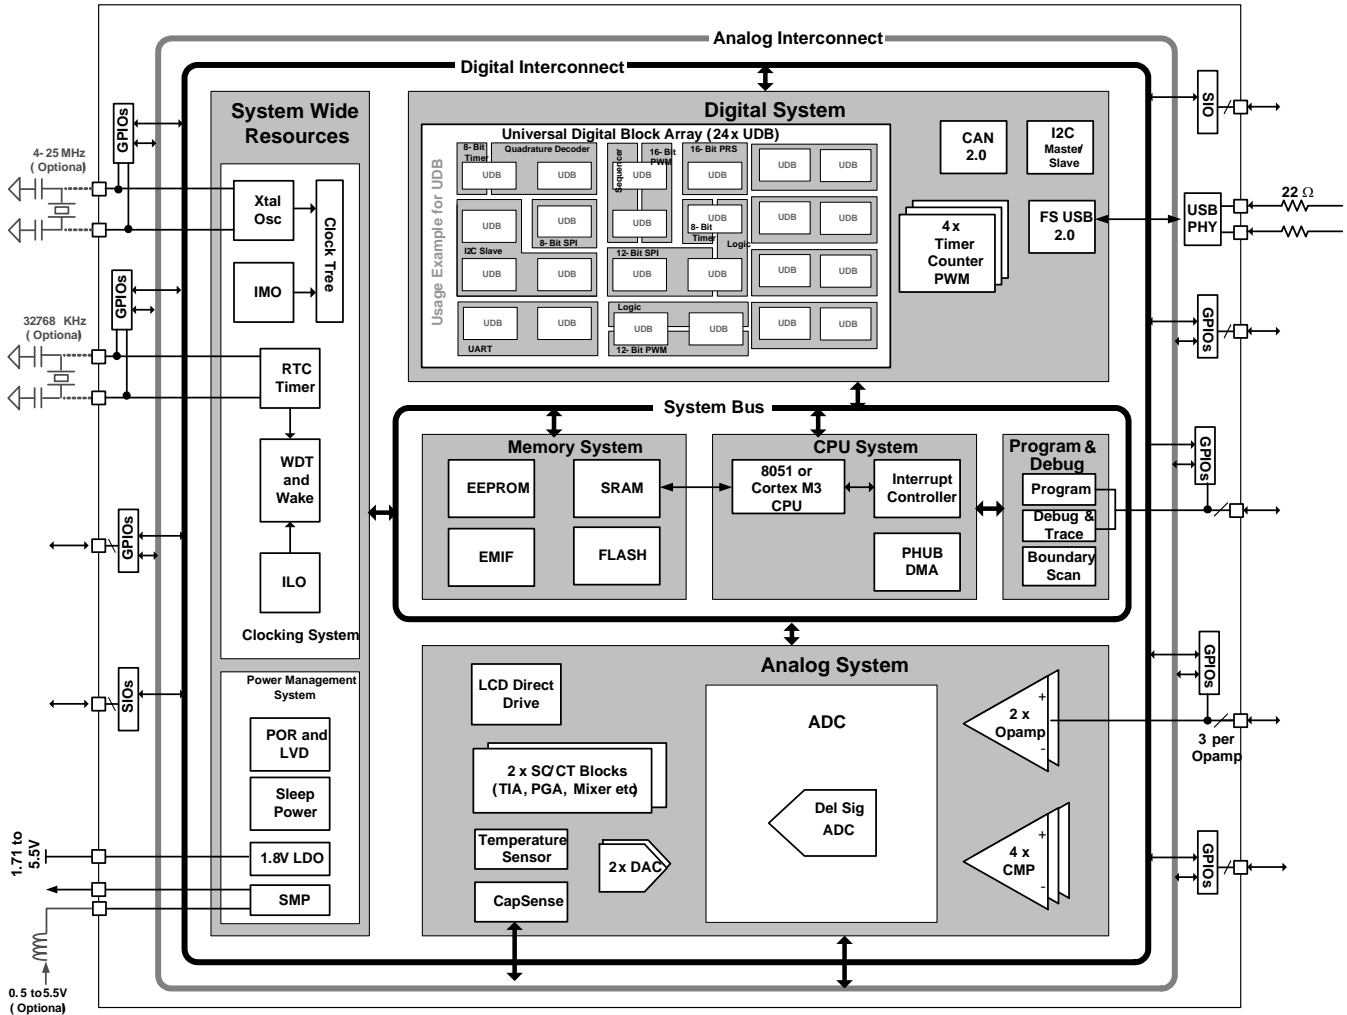 Analog Interconnect
Digital Interconnect
System Wide
Resources
Digital System
Universal Digital Block Array (24x UDB)
Usage Example for UDB
8-Bit
Timer
Quadrature Decoder
Sequencer
16-Bit
PWM
16-Bit PRS
UDB
UDB
UDB
UDB
UDB
UDB
UDB
UDB
UDB
UDB
UDB
UDB
UDB
I2C Slave
8-Bit SPI
12-Bit SPI
8-Bit
Timer
Logic
UDB
UDB
UDB
UDB
UDB
UDB
UDB
UDB
UDB
UDB
UDB
UART
Logic
12-Bit PWM
CAN
2.0
I2C
Master/
Slave
4x
Timer
Counter
PWM
FS USB
2.0
USB
PHY
22 Ω
SIO
GPIOs
GPIOs
GPIOs
GPIOs
3 per
Opamp
GPIOs
GPIOs
GPIOs
SIOs
4-25MHz
(Optional)
32768 KHz
(Optional)
Xtal
Osc
IMO
Clock Tree
RTC
Timer
WDT
and
Wake
ILO
Clocking System
Power Management
System
POR and
LVD
Sleep
Power
1.8V LDO
SMP
1.71 to
5.5V
0.5 to 5.5V
(Optional)
System Bus
Memory System
EEPROM
SRAM
EMIF
FLASH
CPU System
8051 or
Cortex M3
CPU
Interrupt
Controller
PHUB
DMA
Program &
Debug
Program
Debug &
Trace
Boundary
Scan
Analog System
LCD Direct
Drive
2 x SC/CT Blocks
(TIA, PGA, Mixer etc)
Temperature
Sensor
CapSense
2x DAC
ADC
Del Sig
ADC
+
2 x
Opamp
-
+
4 x
CMP
-